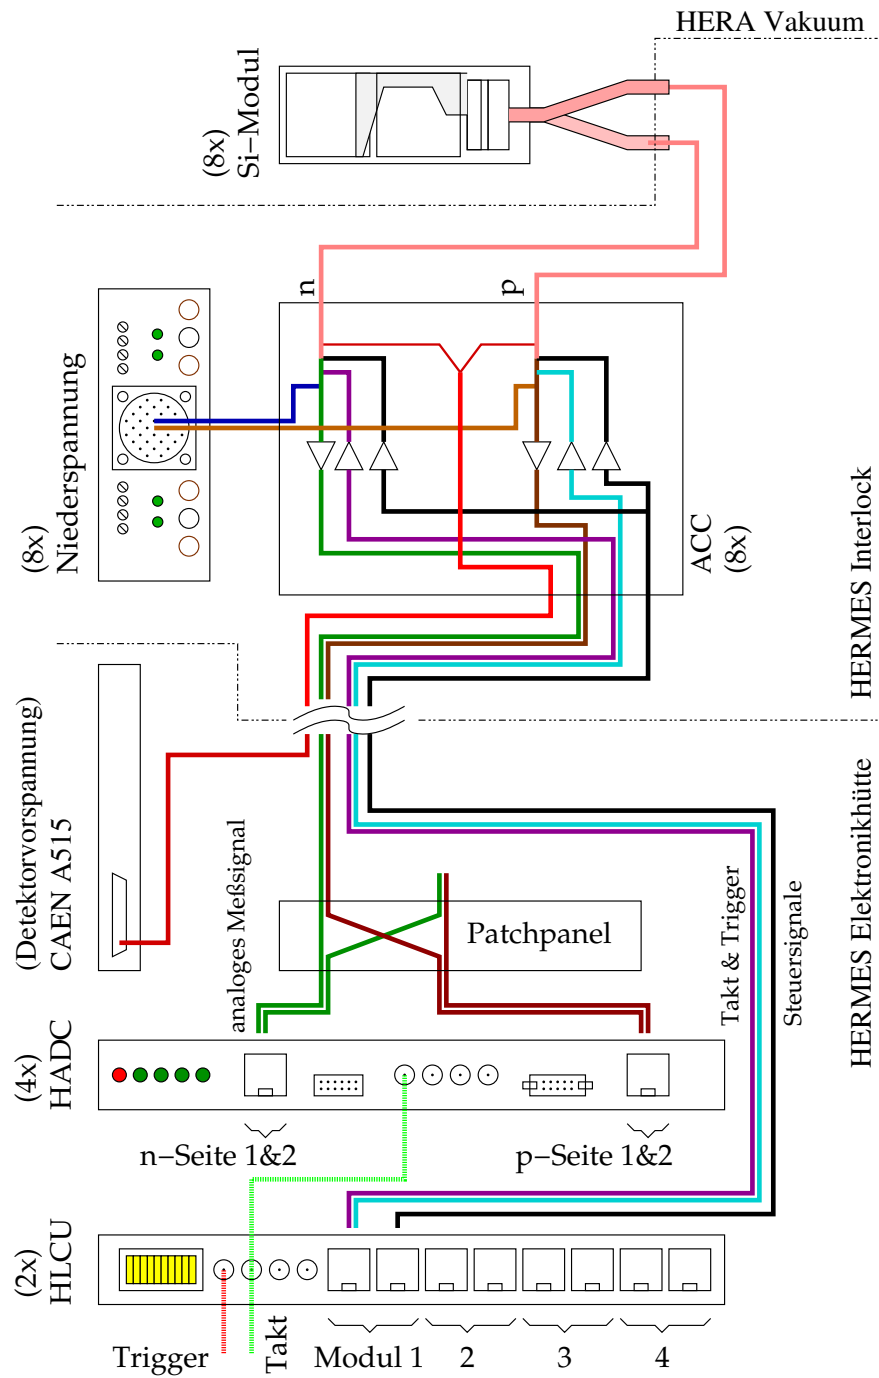 HERA Vakuum
(8x)
Si−Modul
n
p
(8x)
Niederspannung
ACC
(8x)
HERMES Interlock
(Detektorvorspannung)
CAEN A515
analoges Meßsignal
Patchpanel
Takt & Trigger
Steuersignale
HERMES Elektronikhütte
(4x)
HADC
n−Seite 1&2
p−Seite 1&2
(2x)
HLCU
Trigger
Takt
Modul 1
2
3
4